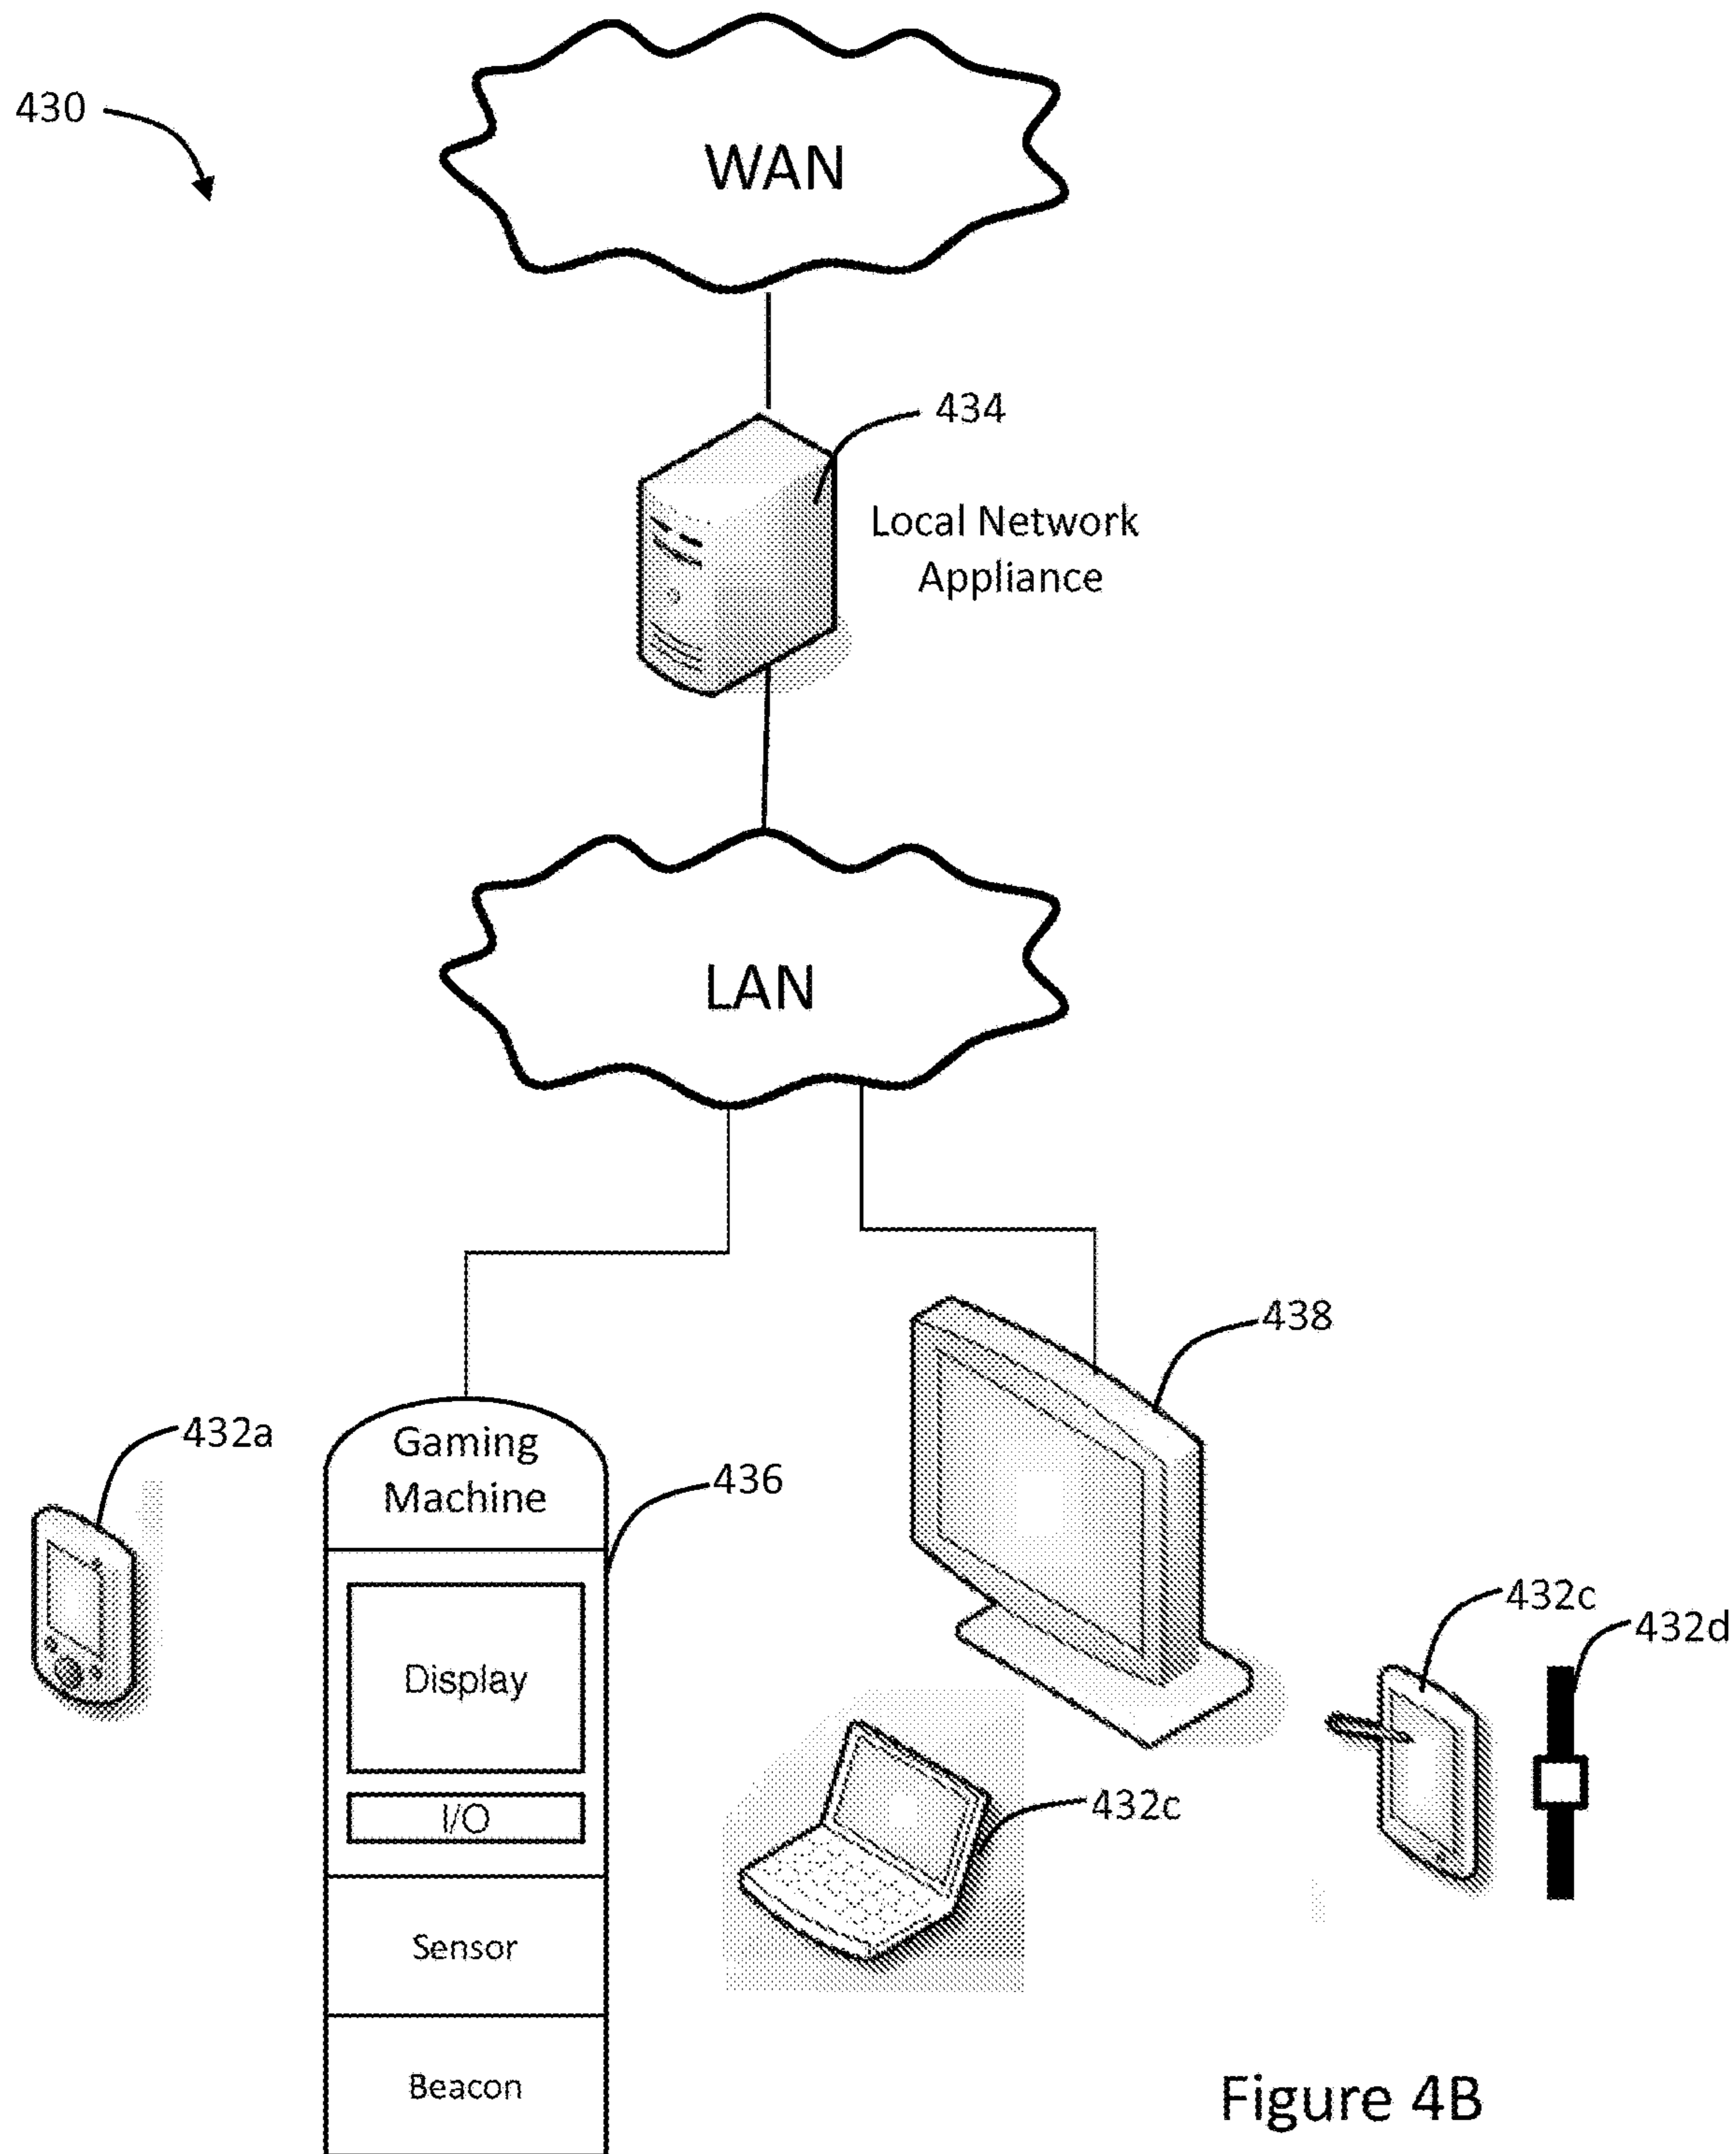 430
WAN
434
Local Network
Appliance
LAN
438
432a
Gaming
Machine
436
Display
432c
432d
I/O
432c
Sensor
Beacon
Figure 4B